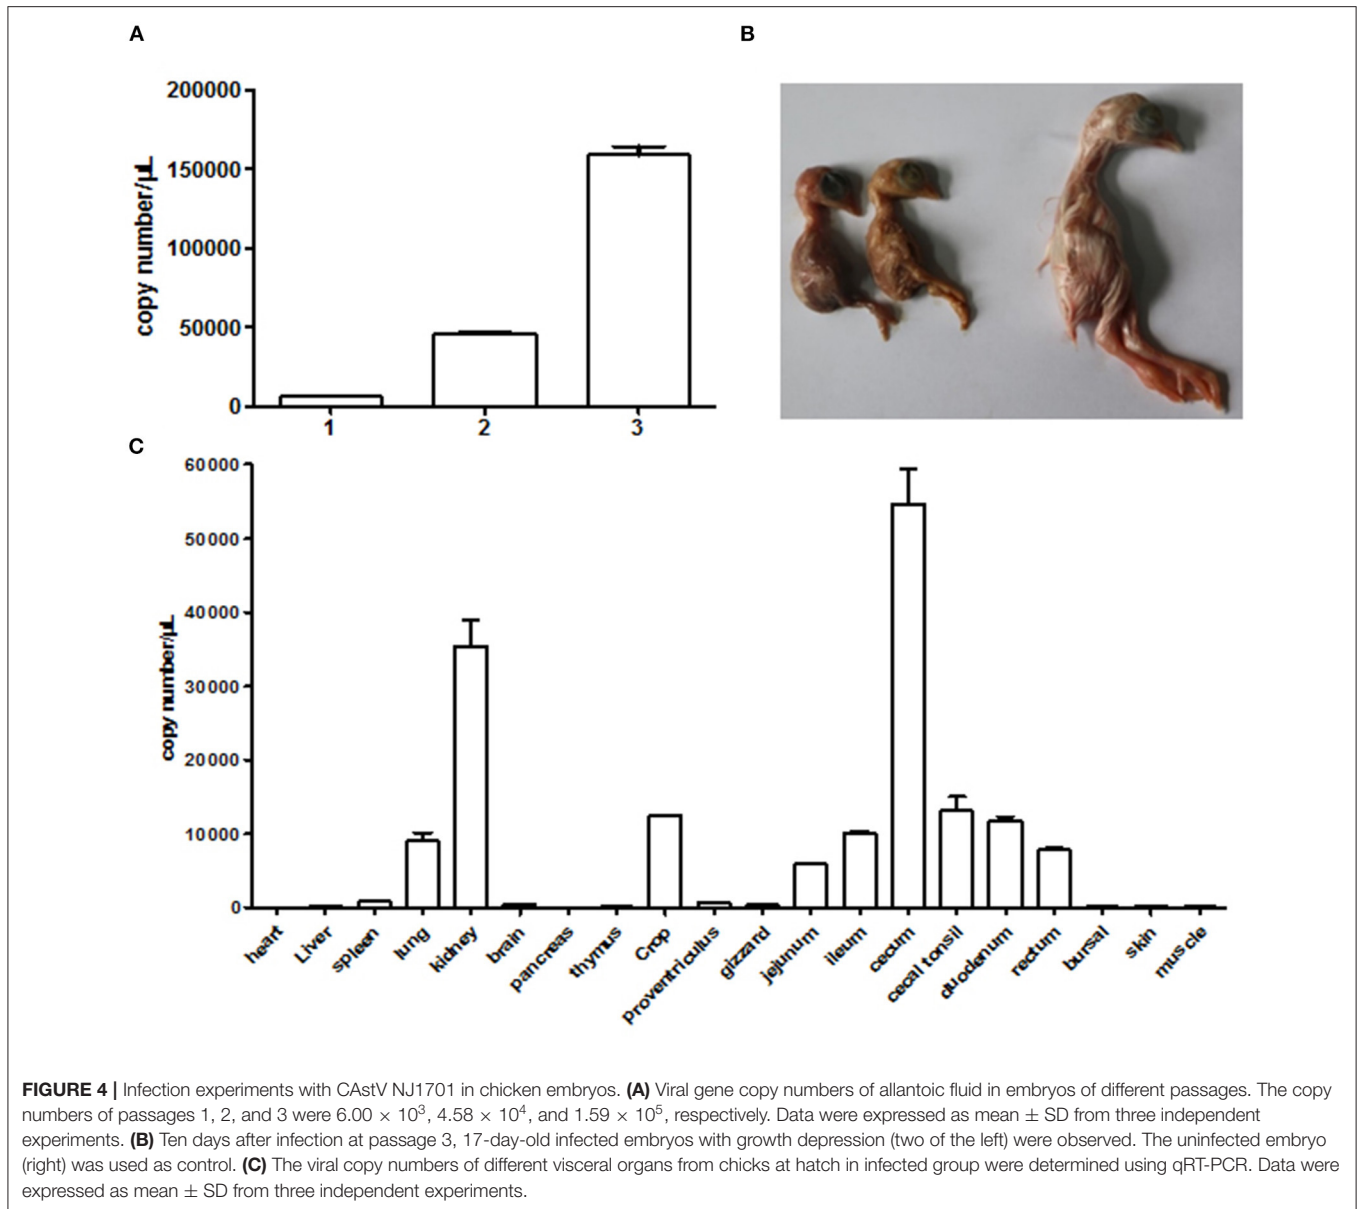 A
B
200000
150000
100000
50000
0
copy number/µL
1
2
3
C
60000
50000
40000
30000
20000
10000
0
copy number/µL
heart
Liver
spleen
lung
kidney
brain
pancreas
thymus
Crop
proventriculus
gizzard
jejunum
ileum
cecum
cecal tonsil
duodenum
rectum
bursal
skin
muscle
FIGURE 4 | Infection experiments with CAstV NJ1701 in chicken embryos. (A) Viral gene copy numbers of allantoic fluid in embryos of different passages. The copy
numbers of passages 1, 2, and 3 were 6.00 × 10³, 4.58 × 10⁴, and 1.59 × 10⁵, respectively. Data were expressed as mean ± SD from three independent
experiments. (B) Ten days after infection at passage 3, 17-day-old infected embryos with growth depression (two of the left) were observed. The uninfected embryo
(right) was used as control. (C) The viral copy numbers of different visceral organs from chicks at hatch in infected group were determined using qRT-PCR. Data were
expressed as mean ± SD from three independent experiments.